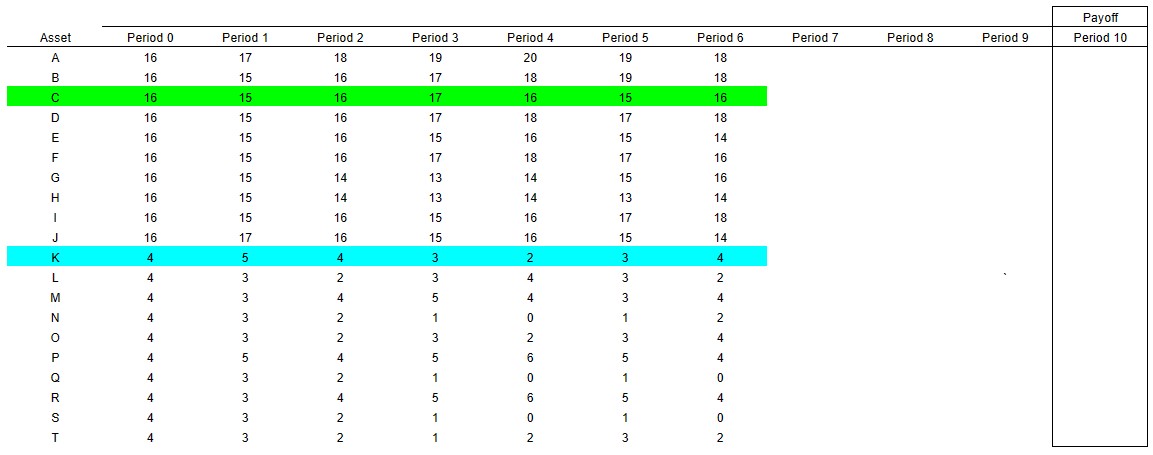 Payoff
Asset Period 0 Period 1 Period 2 Period 3 Period 4 Period 5 Period 6 Period 7 Period 8 Period 9 Period 10
A 16 17 18 19 20 19 18
B 16 15 16 17 18 19 18
C 16 15 16 17 16 15 16
D 16 15 16 17 18 17 18
E 16 15 16 15 16 15 14
F 16 15 16 17 18 17 16
G 16 15 14 13 14 15 16
H 16 15 14 13 14 13 14
I 16 15 16 15 16 17 18
J 16 17 16 15 16 15 14
K 4 5 4 3 2 3 4
L 4 3 2 3 4 3 2 `
M 4 3 4 5 4 3 4
N 4 3 2 1 0 1 2
O 4 3 2 3 2 3 4
P 4 5 4 5 6 5 4
Q 4 3 2 1 0 1 0
R 4 3 4 5 6 5 4
S 4 3 2 1 0 1 0
T 4 3 2 1 2 3 2